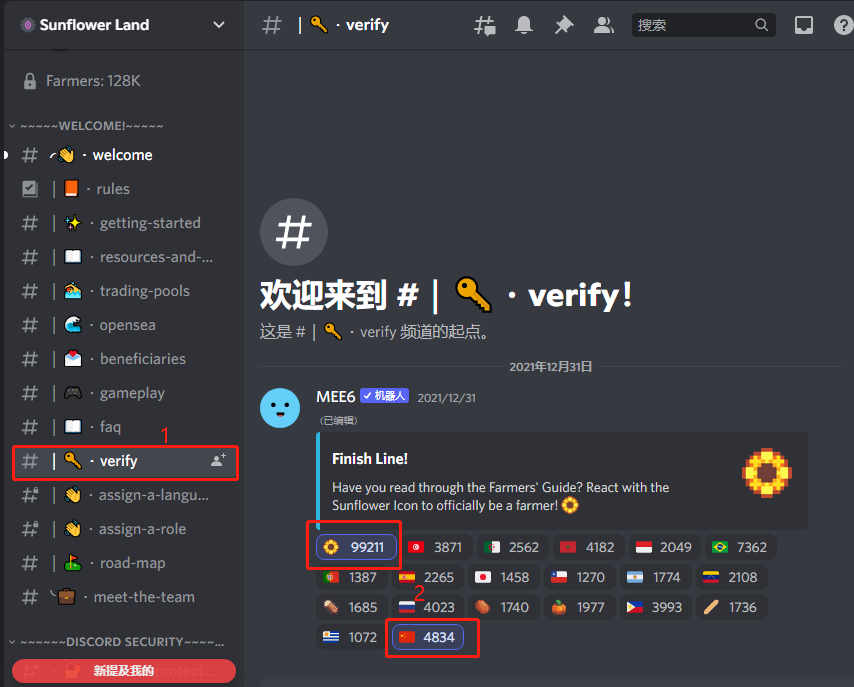 Sunflower Land
Farmers: 128K
~~~~~WELCOME!~~~~~
· welcome
| · rules
| · getting-started
| · resources-and-...
| · trading-pools
| · opensea
| · beneficiaries
| · gameplay
| · faq
1
| · verify
| · assign-a-langu...
| · assign-a-role
| · road-map
· meet-the-team
~~~~~~DISCORD SECURITY~~~~...
新提及我的
# | 🔑 · verify
搜索
#
欢迎来到 # | 🔑 · verify!
这是 # | 🔑 · verify 频道的起点。
2021年12月31日
MEE6 ✓ 机器人 2021/12/31
(已编辑)
Finish Line!
Have you read through the Farmers' Guide? React with the
Sunflower Icon to officially be a farmer!
99211 3871 2562 4182 2049 7362
1387 2265 1458 1270 1774 2108
2
1685 4023 1740 1977 3993 1736
1072 4834